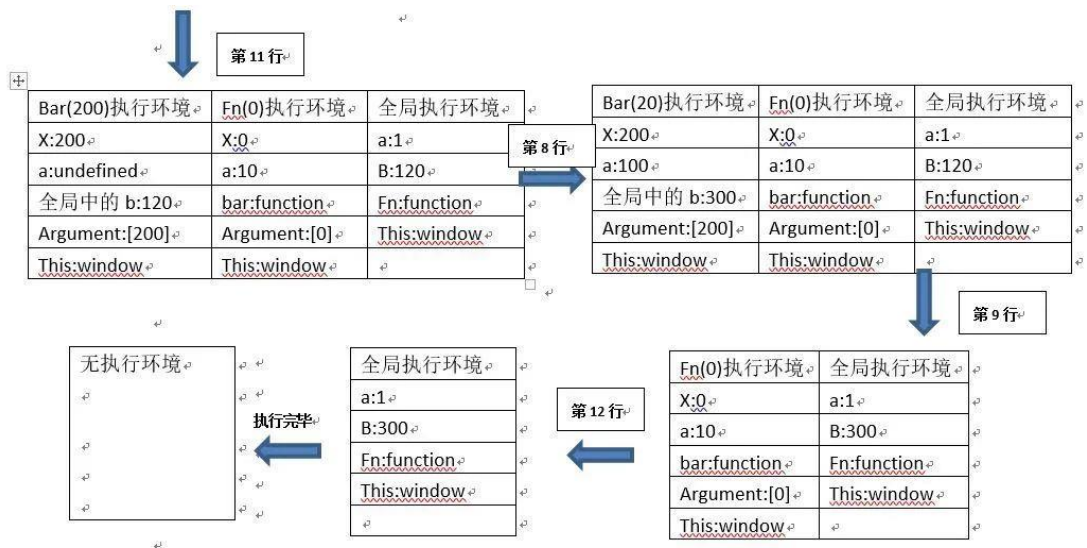 第 11 行
Bar(200)执行环境 Fn(0)执行环境 全局执行环境
X:200 X:0 a:1
a:undefined a:10 B:120
全局中的 b:120 bar:function Fn:function
Argument:[200] Argument:[0] This:window
This:window This:window
第 8 行
Bar(20)执行环境 Fn(0)执行环境 全局执行环境
X:200 X:0 a:1
a:100 a:10 B:120
全局中的 b:300 bar:function Fn:function
Argument:[200] Argument:[0] This:window
This:window This:window
第 9 行
Fn(0)执行环境 全局执行环境
X:0 a:1
a:10 B:300
bar:function Fn:function
Argument:[0] This:window
This:window
第 12 行
全局执行环境
a:1
B:300
Fn:function
This:window
执行完毕
无执行环境